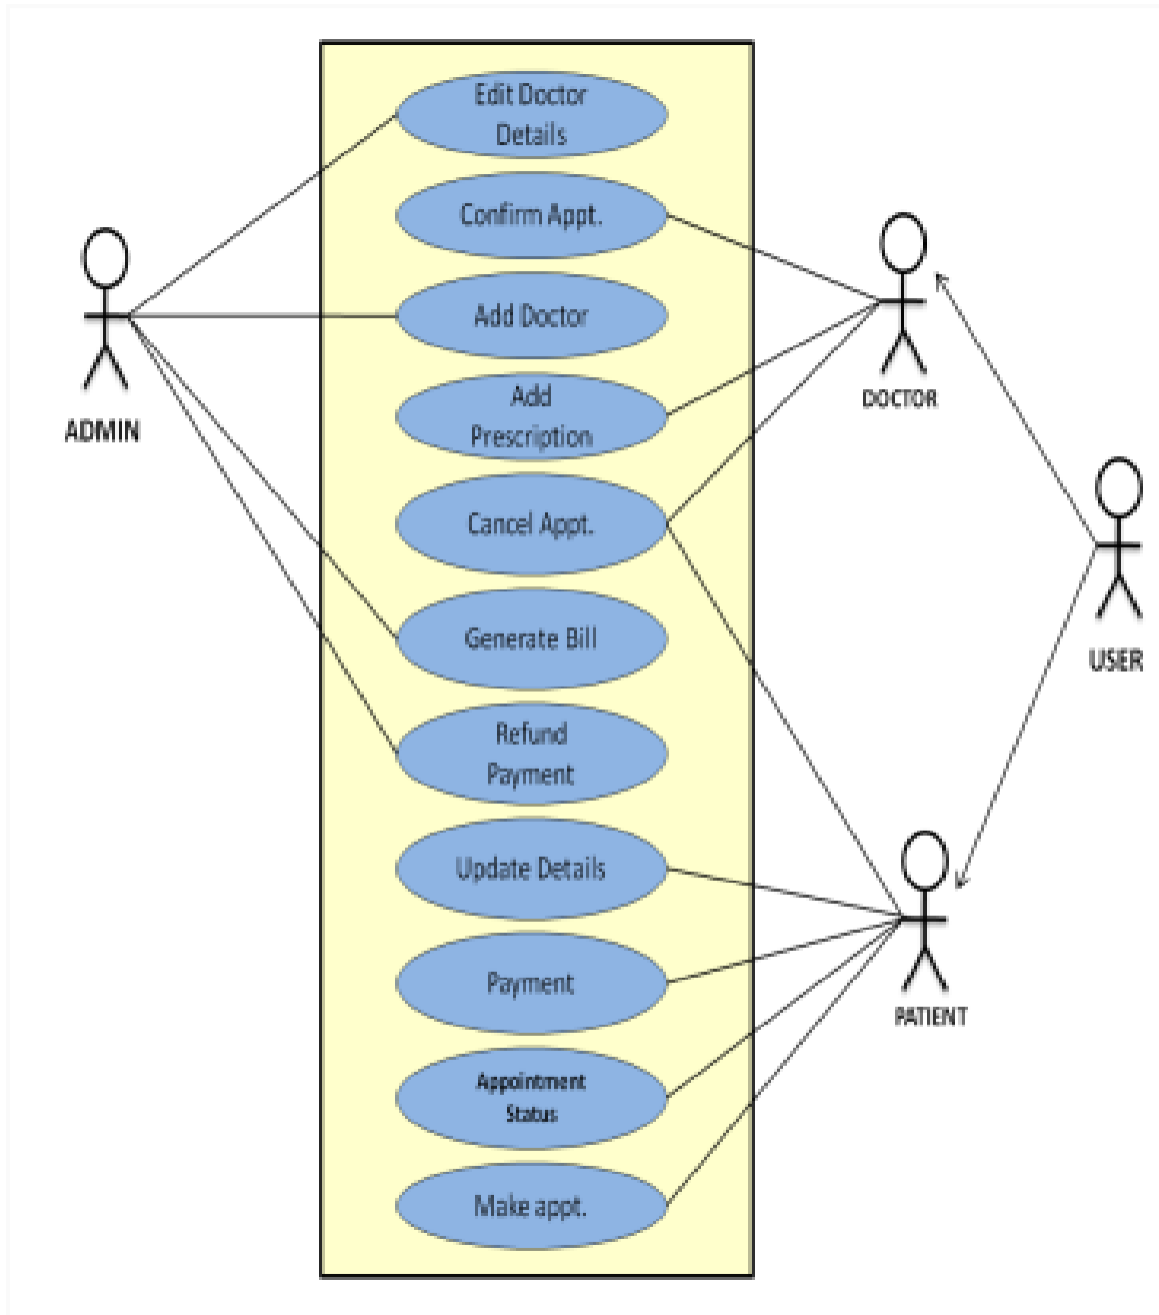 Edit Doctor
Details
Confirm Appt.
Add Doctor
Add
Prescription
Cancel Appt.
Generate Bill
Refund
Payment
Update Details
Payment
Appointment
Status
Make appt.
ADMIN
DOCTOR
USER
PATIENT